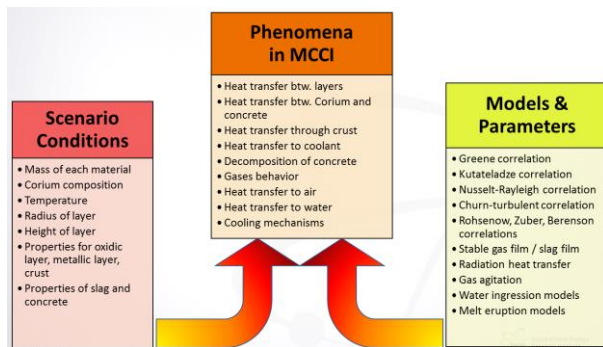 Phenomena
in MCCI
• Heat transfer btw. layers
• Heat transfer btw. Corium and
concrete
• Heat transfer through crust
• Heat transfer to coolant
• Decomposition of concrete
• Gases behavior
• Heat transfer to air
• Heat transfer to water
• Cooling mechanisms
Scenario
Conditions
• Mass of each material
• Corium composition
• Temperature
• Radius of layer
• Height of layer
• Properties for oxidic
layer, metallic layer,
crust
• Properties of slag and
concrete
Models &
Parameters
• Greene correlation
• Kutateladze correlation
• Nusselt-Rayleigh correlation
• Churn-turbulent correlation
• Rohsenow, Zuber, Berenson
correlations
• Stable gas film / slag film
• Radiation heat transfer
• Gas agitation
• Water ingression models
• Melt eruption models